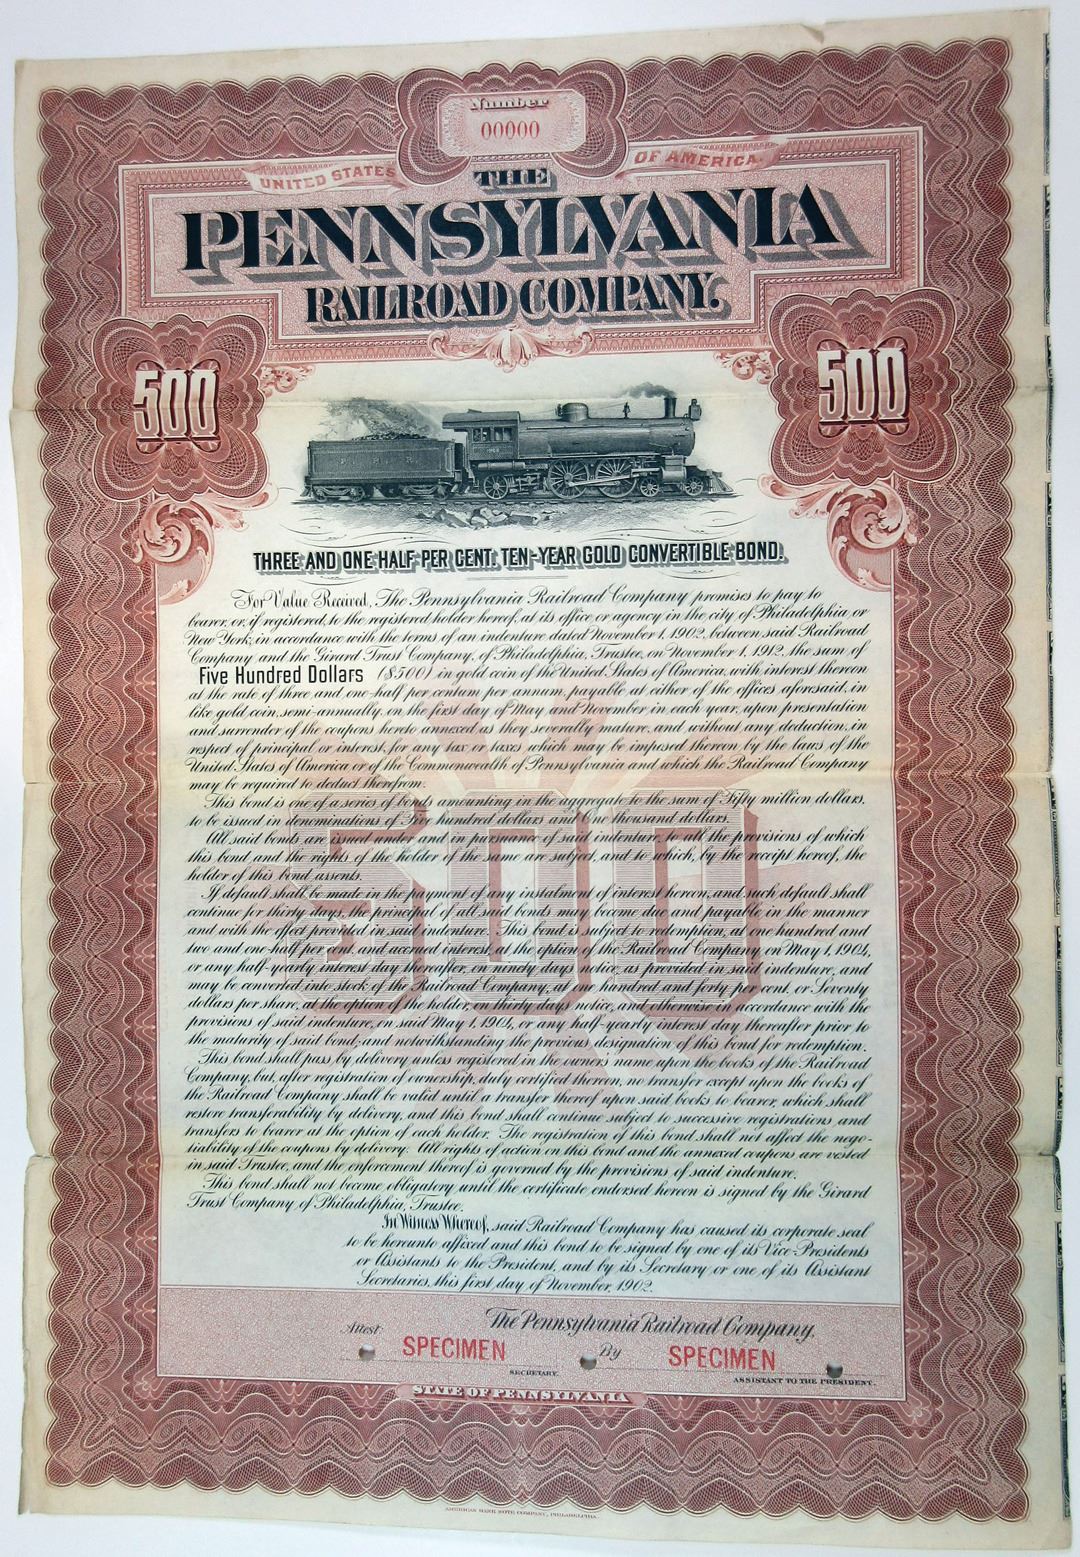 Number
00000
UNITED STATES OF AMERICA.
THE
PENNSYLVANIA
RAILROAD COMPANY.
500 500
THREE AND ONE-HALF PER CENT. TEN-YEAR GOLD CONVERTIBLE BOND.
For Value Received, The Pennsylvania Railroad Company promises to pay to
bearer, or, if registered, to the registered holder hereof, at its office or agency in the city of Philadelphia or
New York, in accordance with the terms of an indenture dated November 1, 1902, between said Railroad
Company and the Girard Trust Company, of Philadelphia, Trustee, on November 1, 1912, the sum of
Five Hundred Dollars ($500) in gold coin of the United States of America, with interest thereon
at the rate of three and one-half per centum per annum, payable at either of the offices aforesaid, in
like gold coin, semi-annually, on the first day of May and November in each year, upon presentation
and surrender of the coupons hereto annexed as they severally mature, and without any deduction, in
respect of principal or interest, for any tax or taxes which may be imposed thereon by the laws of the
United States of America or of the Commonwealth of Pennsylvania and which the Railroad Company
may be required to deduct therefrom.
This bond is one of a series of bonds amounting in the aggregate to the sum of Fifty million dollars,
to be issued in denominations of Five hundred dollars and One thousand dollars.
All said bonds are issued under and in pursuance of said indenture, to all the provisions of which
this bond and the rights of the holder of the same are subject, and to which, by the receipt hereof, the
holder of this bond assents.
If default shall be made in the payment of any instalment of interest hereon, and such default shall
continue for thirty days, the principal of all said bonds may become due and payable in the manner
and with the effect provided in said indenture. This bond is subject to redemption, at one hundred and
two and one-half per cent. and accrued interest, at the option of the Railroad Company on May 1, 1904,
or any half-yearly interest day thereafter, on ninety days notice, as provided in said indenture, and
may be converted into stock of the Railroad Company, at one hundred and forty per cent, or Seventy
dollars per share, at the option of the holder, on thirty days notice, and otherwise in accordance with the
provisions of said indenture, on said May 1, 1904, or any half-yearly interest day thereafter prior to
the maturity of said bond, and notwithstanding the previous designation of this bond for redemption.
This bond shall pass by delivery unless registered in the owner's name upon the books of the Railroad
Company, but, after registration of ownership, duly certified thereon, no transfer except upon the books of
the Railroad Company shall be valid until a transfer thereof upon said books to bearer, which shall
restore transferability by delivery, and this bond shall continue subject to successive registrations and
transfers to bearer at the option of each holder. The registration of this bond shall not affect the nego-
tiability of the coupons by delivery. All rights of action on this bond and the annexed coupons are vested
in said Trustee, and the enforcement thereof is governed by the provisions of said indenture.
This bond shall not become obligatory until the certificate endorsed hereon is signed by the Girard
Trust Company of Philadelphia, Trustee.
In Witness Whereof, said Railroad Company has caused its corporate seal
to be hereunto affixed and this bond to be signed by one of its Vice-Presidents
or Assistants to the President, and by its Secretary or one of its Assistant
Secretaries, this first day of November, 1902.
500
The Pennsylvania Railroad Company,
Attest: SPECIMEN By SPECIMEN
SECRETARY. ASSISTANT TO THE PRESIDENT.
STATE OF PENNSYLVANIA
AMERICAN BANK NOTE COMPANY, PHILADELPHIA.